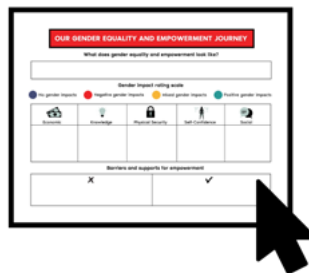 OUR GENDER EQUALITY AND EMPOWERMENT JOURNEY
What does gender equality and empowerment look like?
Gender impact rating scale
No gender impacts Negative gender impacts Mixed gender impacts Positive gender impacts
Economic Knowledge Physical Security Self-Confidence Social
Barriers and supports for empowerment